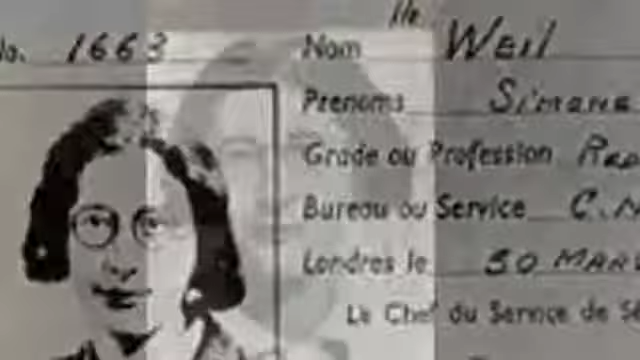 No. 1663
Nom Weil
Prenoms Simone
Grade ou Profession
Bureau ou Service
Londres le 30
Le Chef du Service de